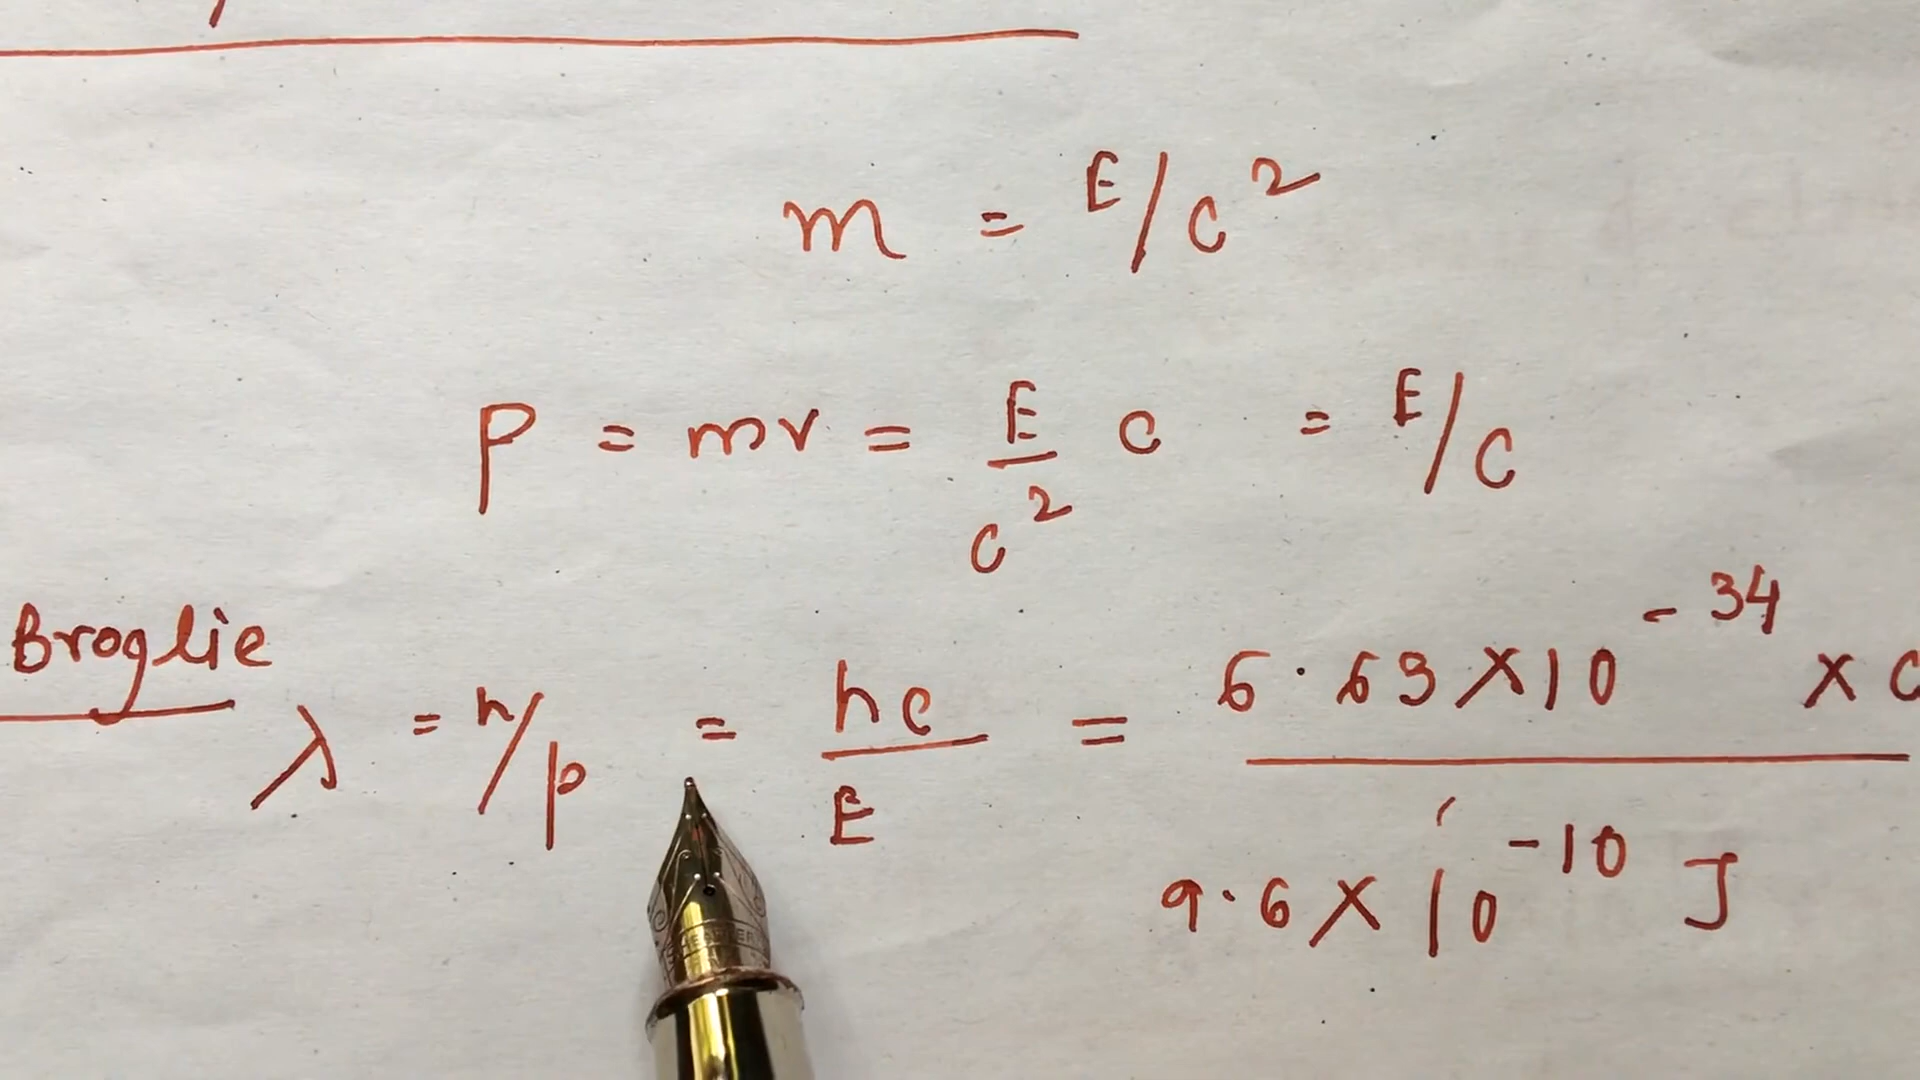 m = E/c²
p = mv = E/c² c = E/c
Broglie
λ = h/p = hc/E = 6.63×10⁻³⁴ × c / 9.6×10⁻¹⁰ J